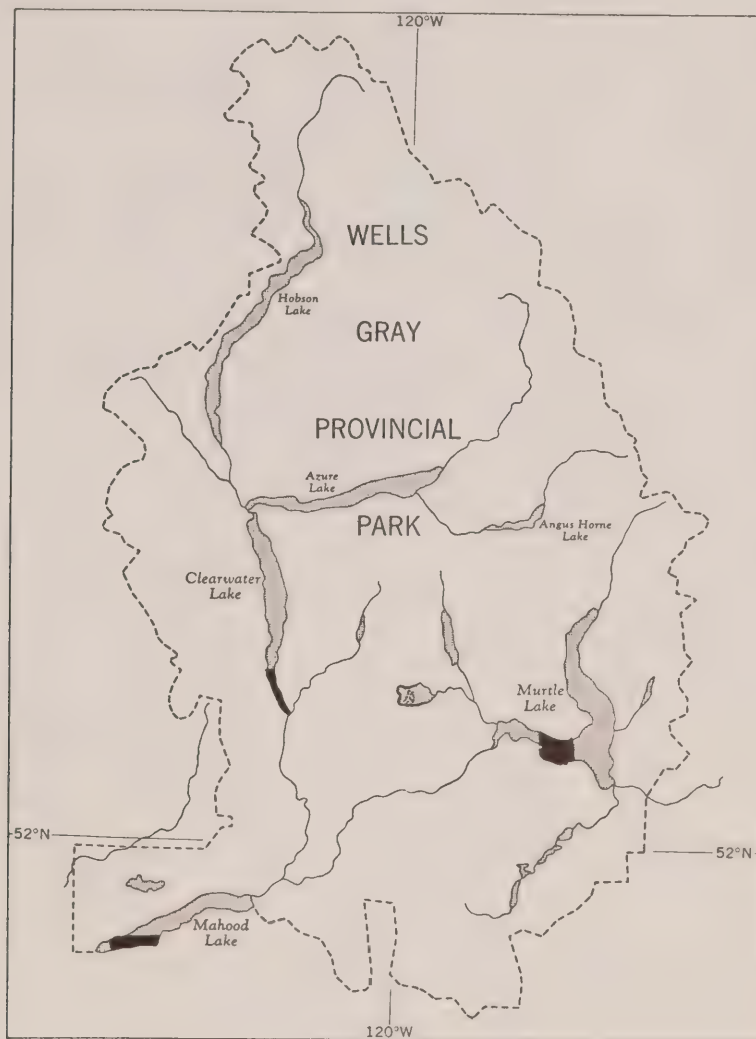 120°W
WELLS
Hobson
Lake
GRAY
PROVINCIAL
Azure
Lake
PARK
Angus Horne
Lake
Clearwater
Lake
Murtle
Lake
52°N
52°N
Mahood
Lake
120°W